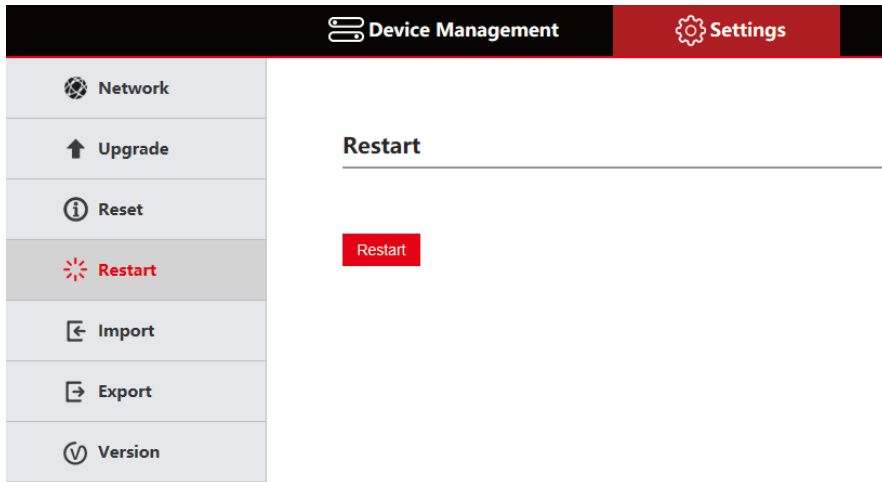 Device Management
Settings
Network
Upgrade
Reset
Restart
Import
Export
Version
Restart
Restart